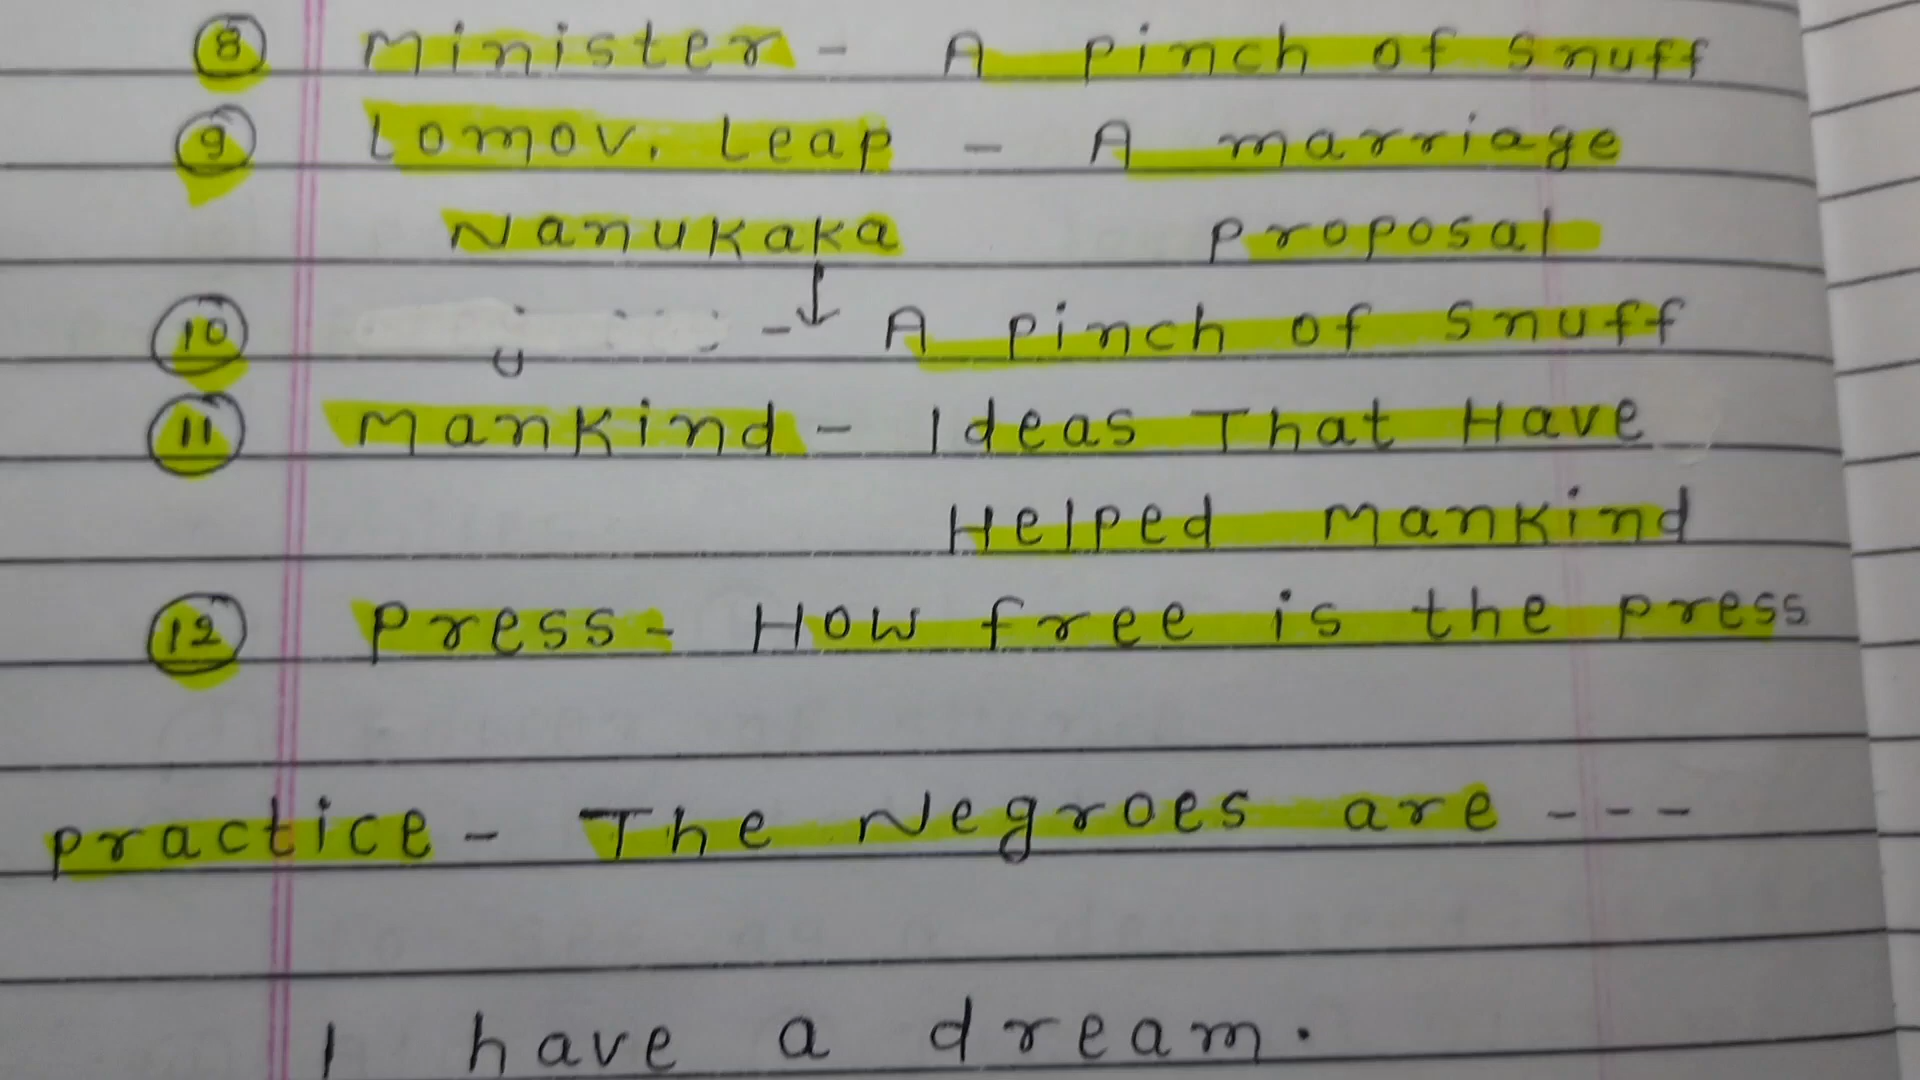 8 Minister - A Pinch of Snuff
9 Lomov, Leap - A marriage
Nanukaka Proposal
10 - ↓ A Pinch of Snuff
11 Mankind - Ideas That Have
Helped Mankind
12 Press - How free is the press
Practice - The Negroes are ---
I have a dream.